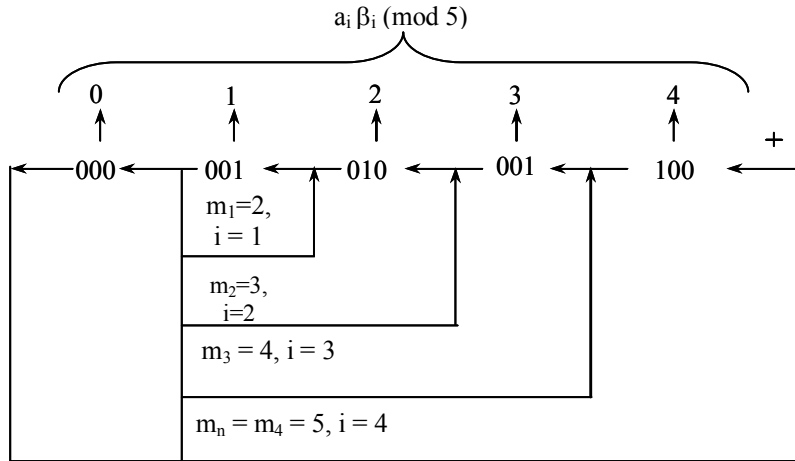 aᵢ βᵢ (mod 5)
0 1 2 3 4
+
000 001 010 001 100
m₁=2,
i = 1
m₂=3,
i=2
m₃ = 4, i = 3
mₙ = m₄ = 5, i = 4